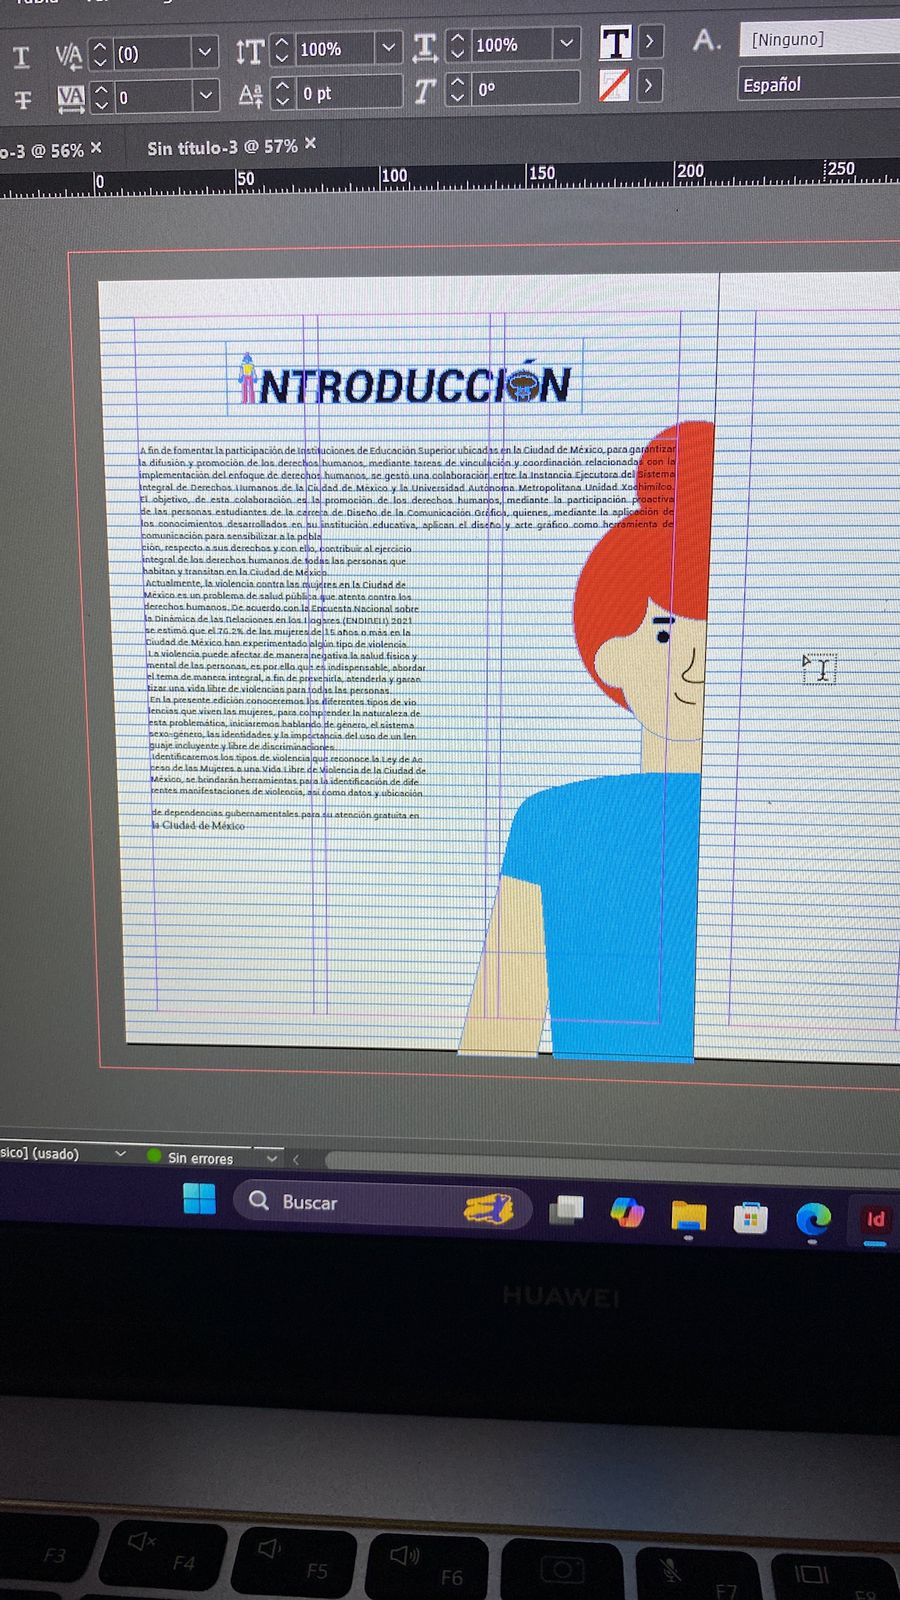 (0)
100%
100%
[Ninguno]
0
0 pt
0º
Español
o-3 @ 56% ×
Sin título-3 @ 57% ×
0 50 100 150 200 250
INTRODUCCIÓN
A fin de fomentar la participación de Instituciones de Educación Superior ubicadas en la Ciudad de México, para garantizar
la difusión y promoción de los derechos humanos, mediante tareas de vinculación y coordinación relacionadas con la
implementación del enfoque de derechos humanos, se gestó una colaboración entre la Instancia Ejecutora del Sistema
Integral de Derechos Humanos de la Ciudad de México y la Universidad Autónoma Metropolitana Unidad Xochimilco.
El objetivo, de esta colaboración es la promoción de los derechos humanos, mediante la participación proactiva
de las personas estudiantes de la carrera de Diseño de la Comunicación Gráfica, quienes, mediante la aplicación de
los conocimientos desarrollados en su institución educativa, aplican el diseño y arte gráfico como herramienta de
comunicación para sensibilizar a la pobla
ción, respecto a sus derechos y con ello, contribuir al ejercicio
integral de los derechos humanos de todas las personas que
habitan y transitan en la Ciudad de México.
Actualmente, la violencia contra las mujeres en la Ciudad de
México es un problema de salud pública que atenta contra los
derechos humanos. De acuerdo con la Encuesta Nacional sobre
la Dinámica de las Relaciones en los Hogares (ENDIREH) 2021
se estimó que el 76.2% de las mujeres de 15 años o más en la
Ciudad de México han experimentado algún tipo de violencia
La violencia puede afectar de manera negativa la salud física y
mental de las personas, es por ello que es indispensable, abordar
el tema de manera integral, a fin de prevenirla, atenderla y garan
tizar una vida libre de violencias para todas las personas.
En la presente edición conoceremos los diferentes tipos de vio
lencias que viven las mujeres, para comprender la naturaleza de
esta problemática, iniciaremos hablando de género, el sistema
sexo-género, las identidades y la importancia del uso de un len
guaje incluyente y libre de discriminaciones.
Identificaremos los tipos de violencia que reconoce la Ley de Ac
ceso de las Mujeres a una Vida Libre de Violencia de la Ciudad de
México, se brindarán herramientas para la identificación de dife
rentes manifestaciones de violencia, así como datos y ubicación
de dependencias gubernamentales para su atención gratuita en
la Ciudad de México
sico] (usado)
Sin errores
Buscar
Id
HUAWEI
F3
F4
F5
F6
F7
F8